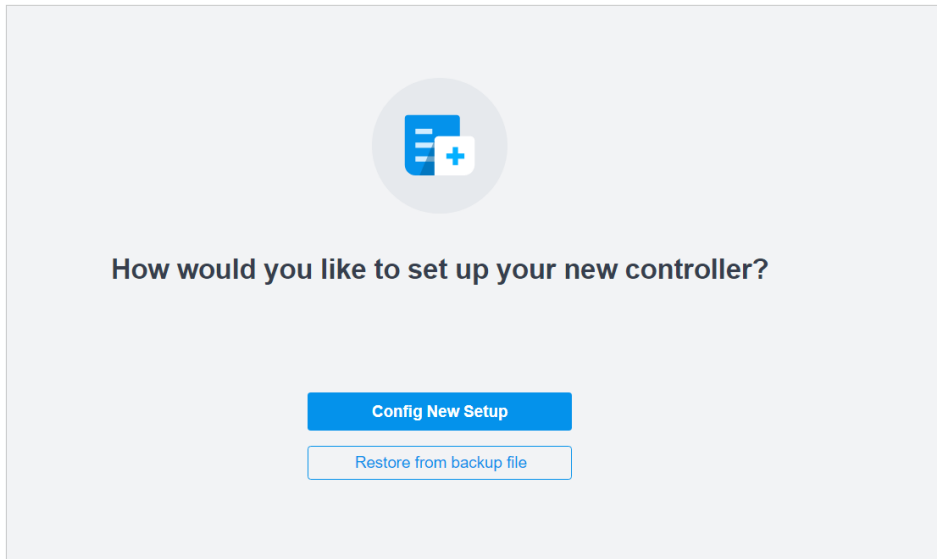 How would you like to set up your new controller?
Config New Setup
Restore from backup file